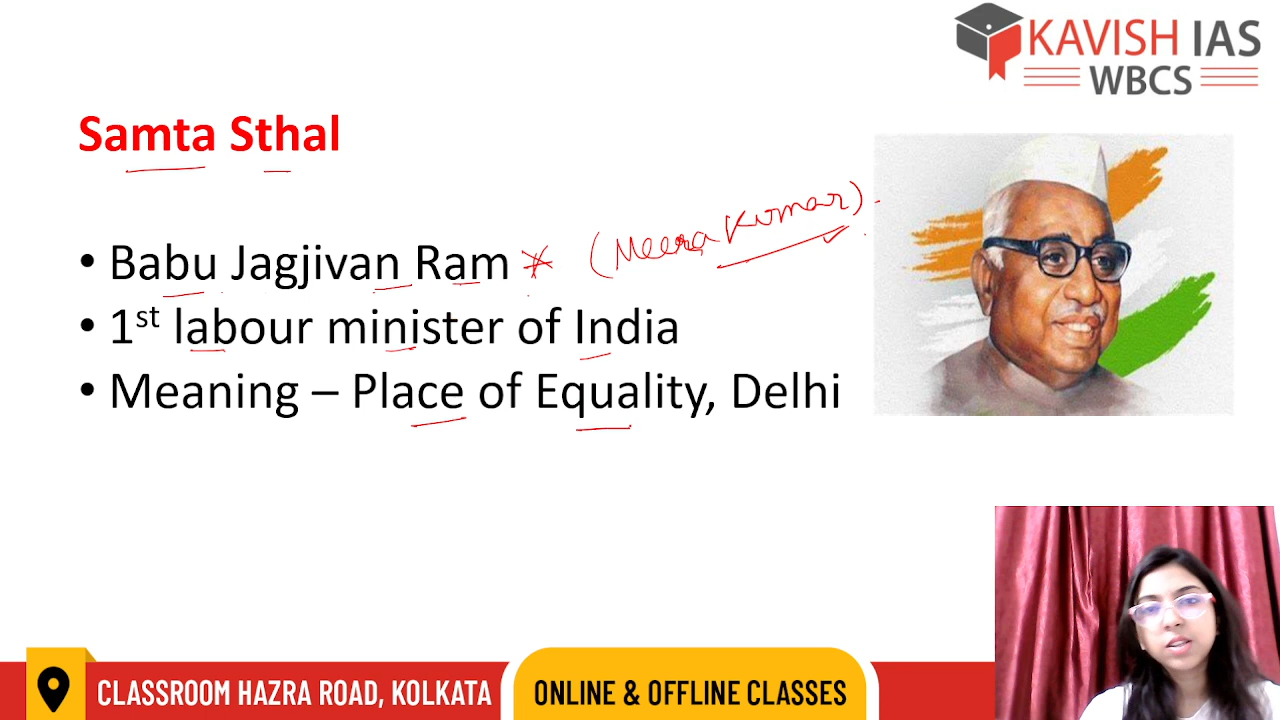 KAVISH IAS
WBCS
Samta Sthal
• Babu Jagjivan Ram * (Meera Kumar)
• 1st labour minister of India
• Meaning – Place of Equality, Delhi
CLASSROOM HAZRA ROAD, KOLKATA
ONLINE & OFFLINE CLASSES